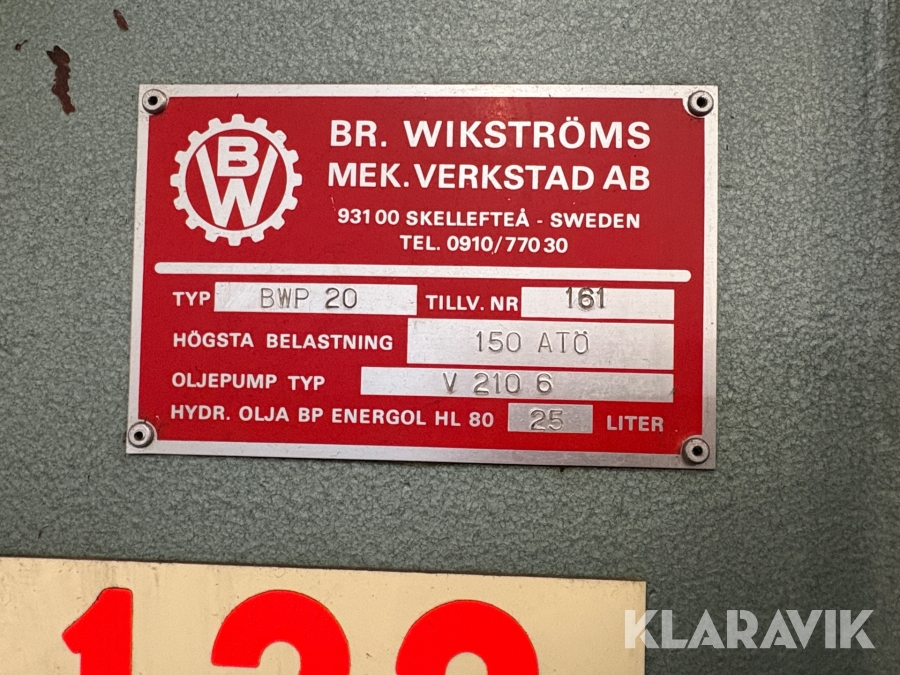 BW
BR. WIKSTRÖMS
MEK. VERKSTAD AB
931 00 SKELLEFTEÅ - SWEDEN
TEL. 0910/770 30
TYP BWP 20 TILLV. NR 161
HÖGSTA BELASTNING 150 ATÖ
OLJEPUMP TYP V 210 6
HYDR. OLJA BP ENERGOL HL 80 25 LITER
KLARAVIK